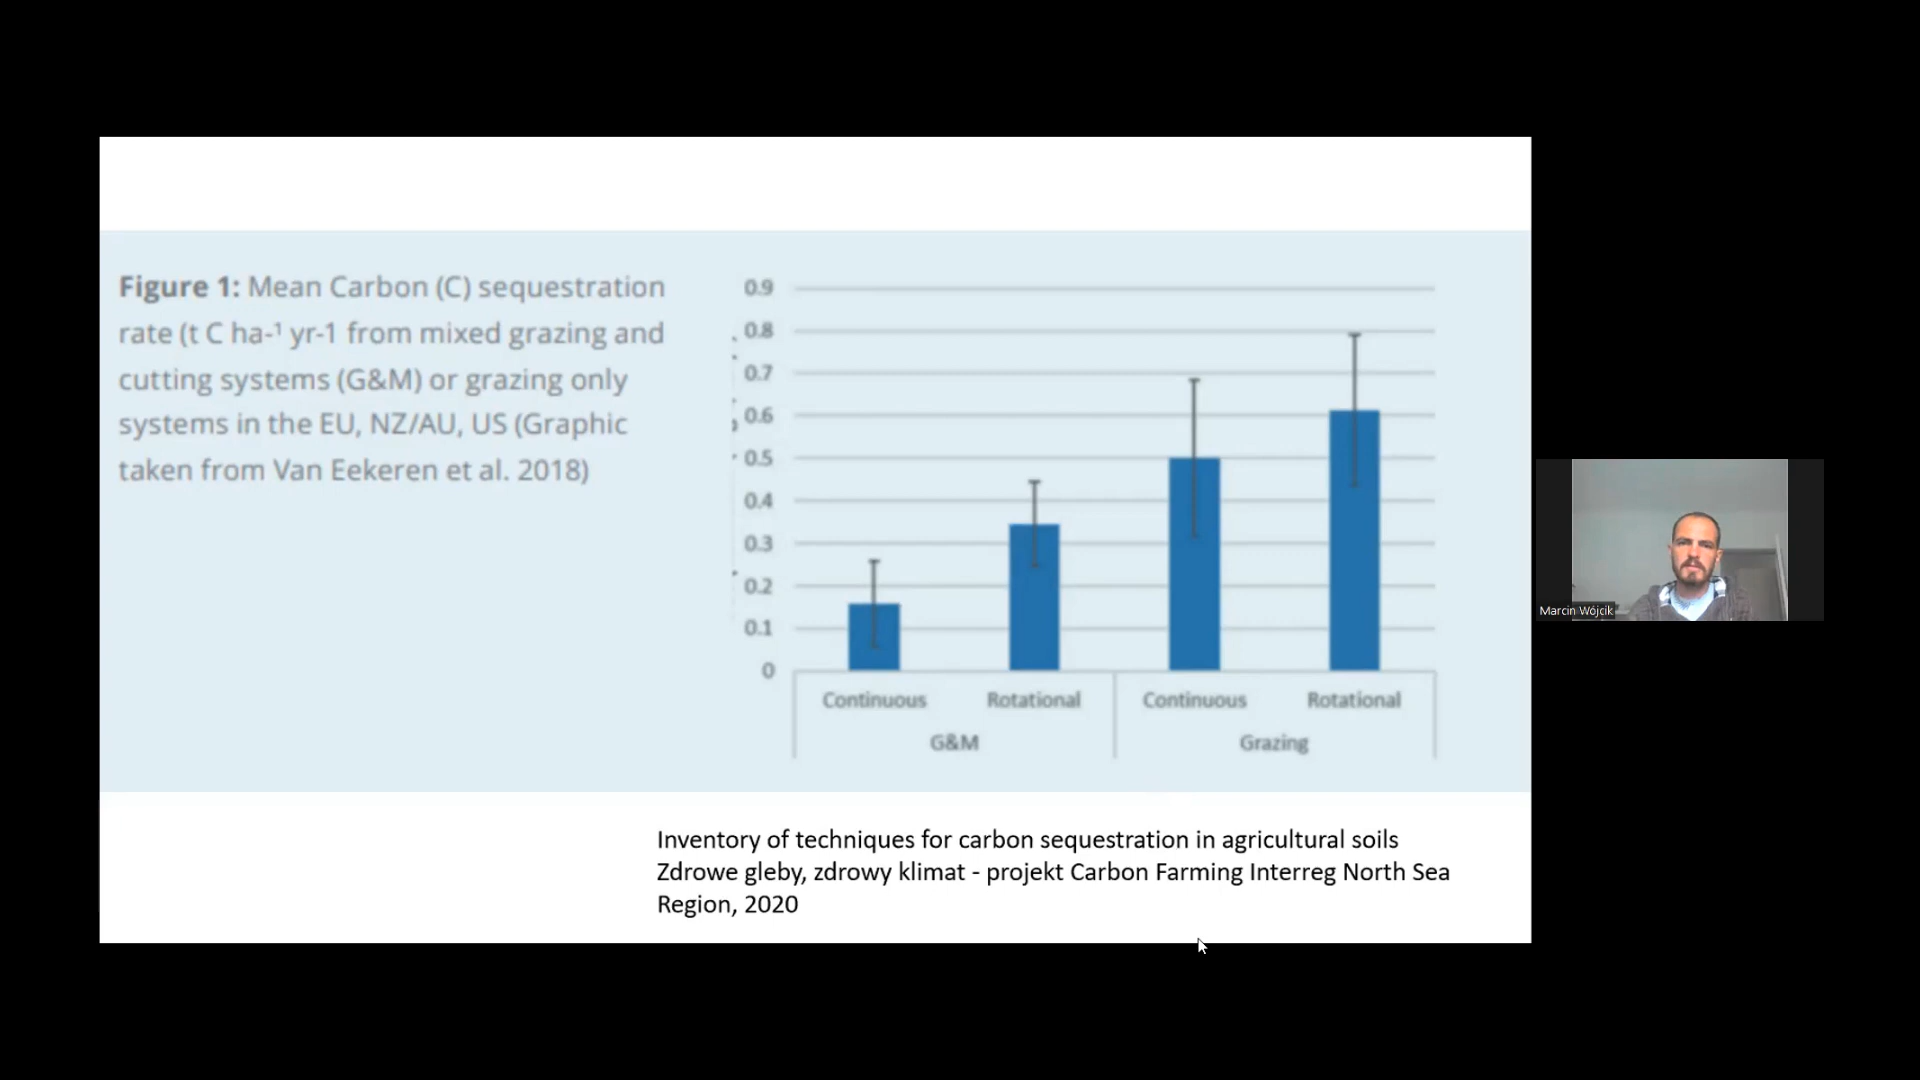 Figure 1: Mean Carbon (C) sequestration
rate (t C ha-¹ yr-1 from mixed grazing and
cutting systems (G&M) or grazing only
systems in the EU, NZ/AU, US (Graphic
taken from Van Eekeren et al. 2018)
0.9
0.8
0.7
0.6
0.5
0.4
0.3
0.2
0.1
0
Continuous Rotational Continuous Rotational
G&M Grazing
Inventory of techniques for carbon sequestration in agricultural soils
Zdrowe gleby, zdrowy klimat - projekt Carbon Farming Interreg North Sea
Region, 2020
Marcin Wójcik